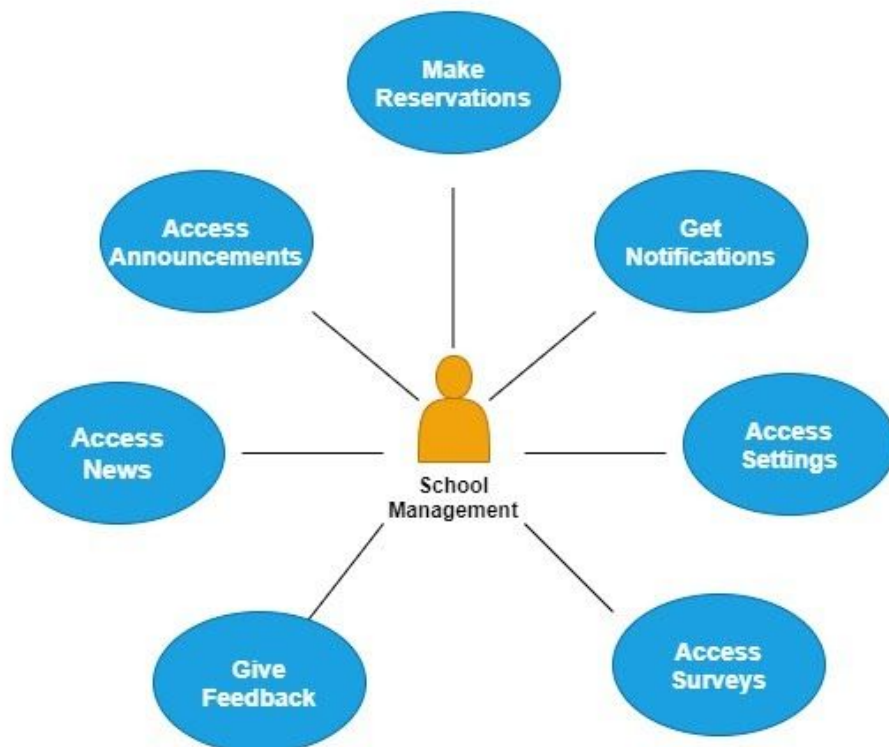 Make
Reservations
Access
Announcements
Get
Notifications
Access
News
Access
Settings
School
Management
Give
Feedback
Access
Surveys